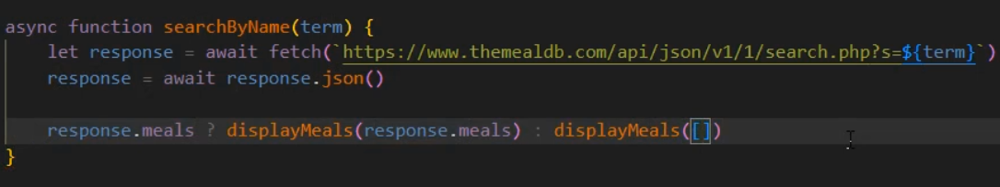 async function searchByName(term) {
    let response = await fetch(`https://www.themealdb.com/api/json/v1/1/search.php?s=${term}`)
    response = await response.json()

    response.meals ? displayMeals(response.meals) : displayMeals([])
}